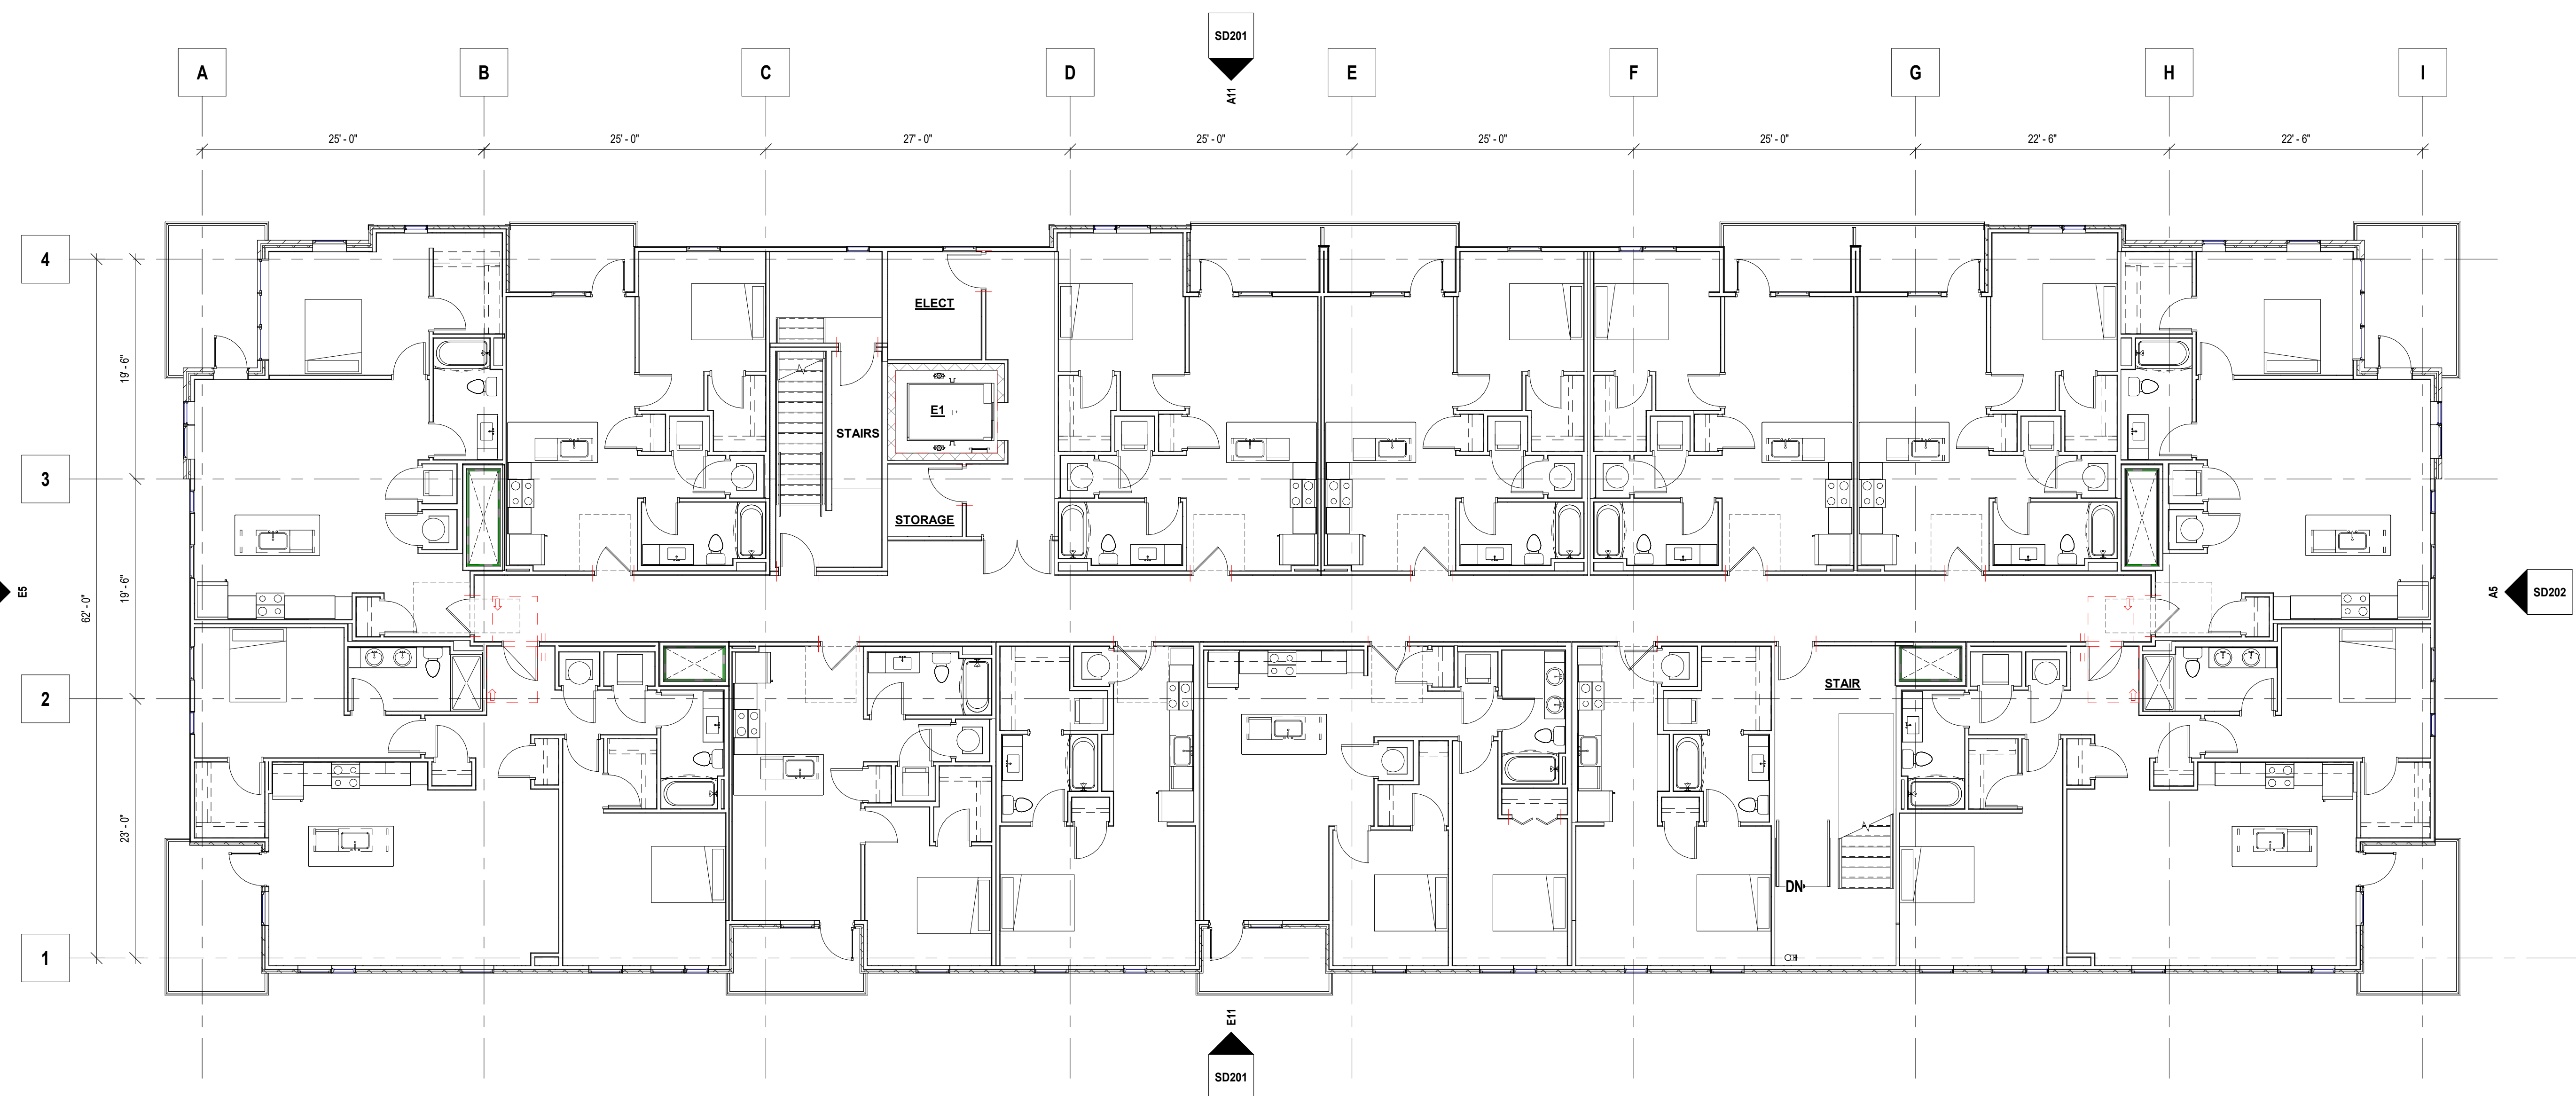 SD201
A11
A
B
C
D
E
F
G
H
I
25' - 0"
25' - 0"
27' - 0"
25' - 0"
25' - 0"
25' - 0"
22' - 6"
22' - 6"
4
ELECT
19' - 6"
E1
STAIRS
3
STORAGE
19' - 6"
62' - 0"
E5
A5
SD202
2
STAIR
23' - 0"
DN
1
E11
SD201